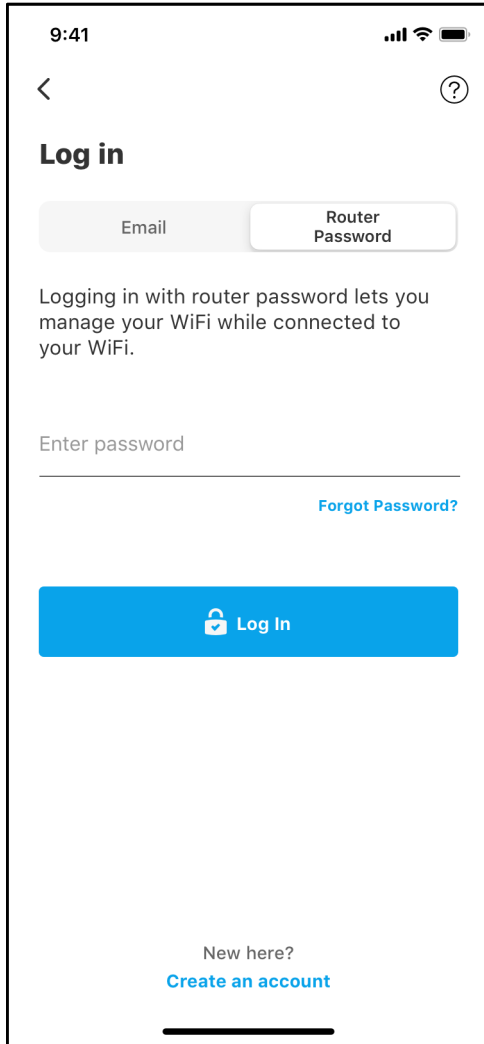 9:41
Log in
Email
Router
Password
Logging in with router password lets you
manage your WiFi while connected to
your WiFi.
Enter password
Forgot Password?
Log In
New here?
Create an account